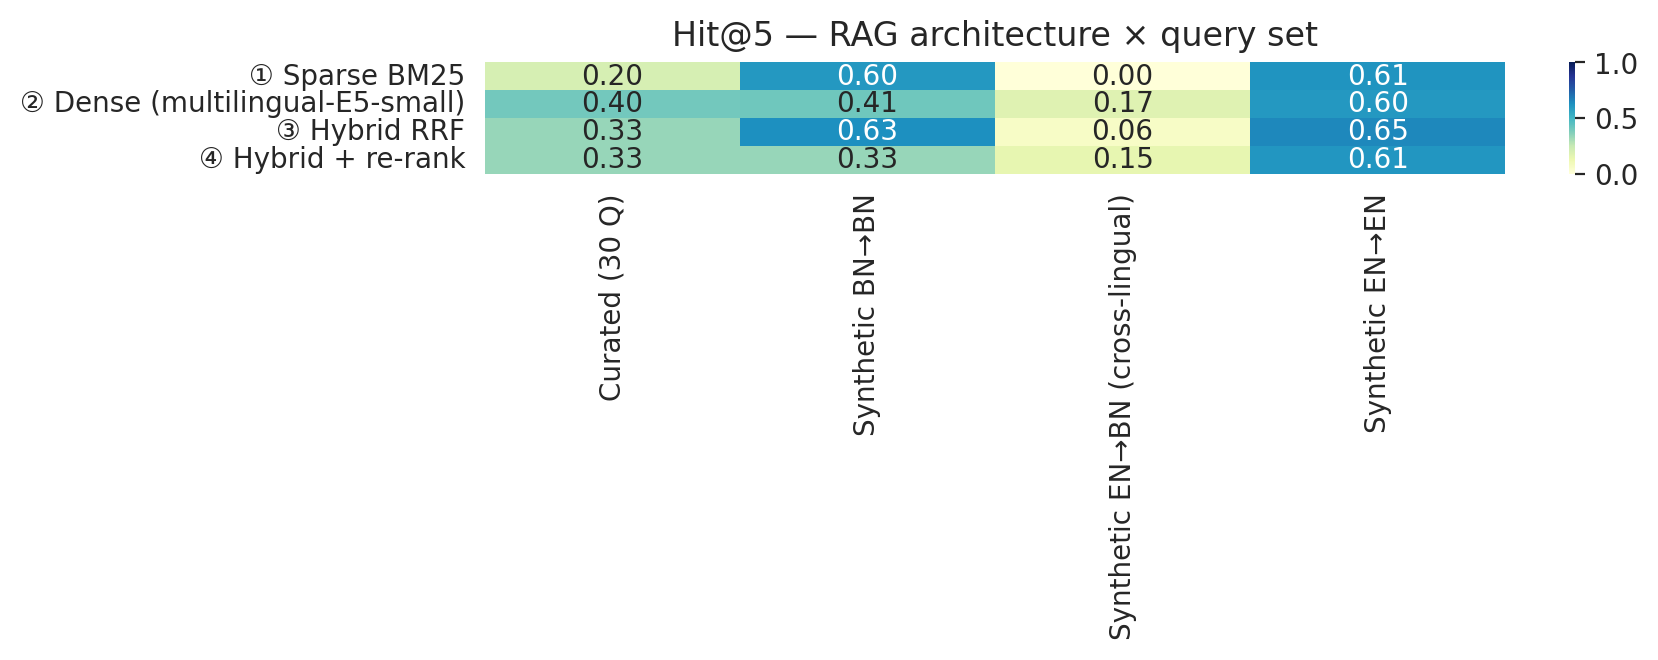 Hit@5 — RAG architecture × query set
① Sparse BM25 0.20 0.60 0.00 0.61
② Dense (multilingual-E5-small) 0.40 0.41 0.17 0.60
③ Hybrid RRF 0.33 0.63 0.06 0.65
④ Hybrid + re-rank 0.33 0.33 0.15 0.61
Curated (30 Q)
Synthetic BN→BN
Synthetic EN→BN (cross-lingual)
Synthetic EN→EN
1.0
0.5
0.0